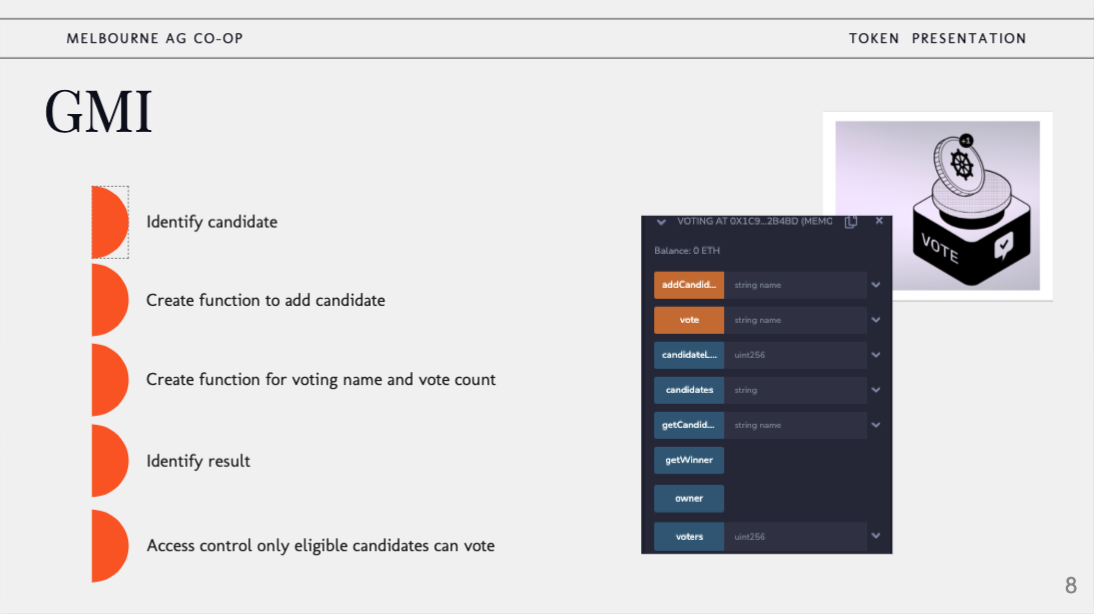 MELBOURNE AG CO-OP
TOKEN PRESENTATION
GMI
Identify candidate
Create function to add candidate
Create function for voting name and vote count
Identify result
Access control only eligible candidates can vote
+1
VOTE
VOTING AT 0X1C9...2B4BD (MEMO
Balance: 0 ETH
addCandid... string name
vote string name
candidateL... uint256
candidates string
getCandid... string name
getWinner
owner
voters uint256
8